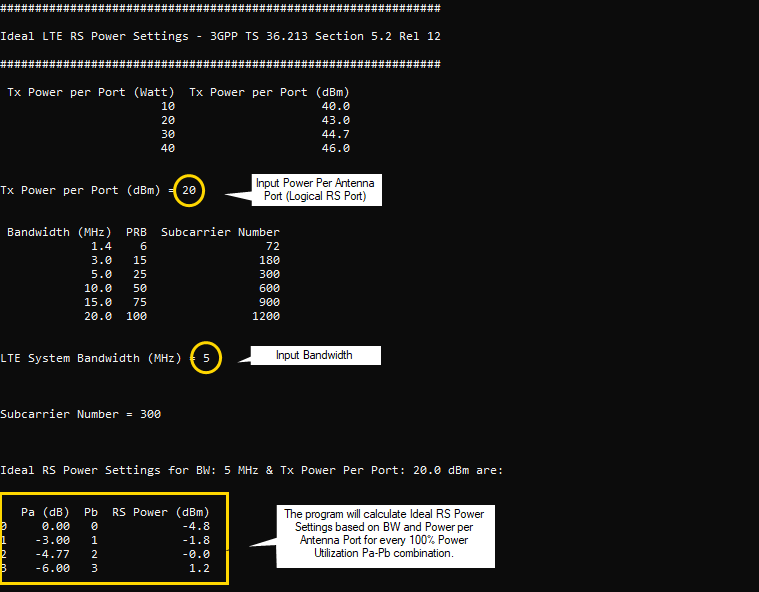 ###############################################################
Ideal LTE RS Power Settings - 3GPP TS 36.213 Section 5.2 Rel 12
###############################################################
Tx Power per Port (Watt)  Tx Power per Port (dBm)
10 40.0
20 43.0
30 44.7
40 46.0
Tx Power per Port (dBm) = 20
Input Power Per Antenna
Port (Logical RS Port)
Bandwidth (MHz)  PRB  Subcarrier Number
1.4 6 72
3.0 15 180
5.0 25 300
10.0 50 600
15.0 75 900
20.0 100 1200
LTE System Bandwidth (MHz) = 5
Input Bandwidth
Subcarrier Number = 300
Ideal RS Power Settings for BW: 5 MHz & Tx Power Per Port: 20.0 dBm are:
Pa (dB)  Pb  RS Power (dBm)
0 0.00 0 -4.8
1 -3.00 1 -1.8
2 -4.77 2 -0.0
3 -6.00 3 1.2
The program will calculate Ideal RS Power
Settings based on BW and Power per
Antenna Port for every 100% Power
Utilization Pa-Pb combination.